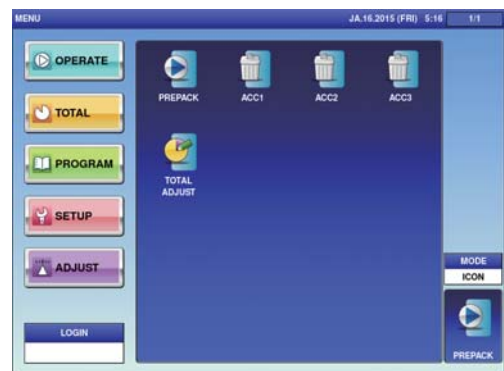 MENU
JA.16.2015 (FRI) 5:16
1/1
OPERATE
TOTAL
PROGRAM
SETUP
ADJUST
LOGIN
PREPACK
ACC1
ACC2
ACC3
TOTAL
ADJUST
MODE
ICON
PREPACK